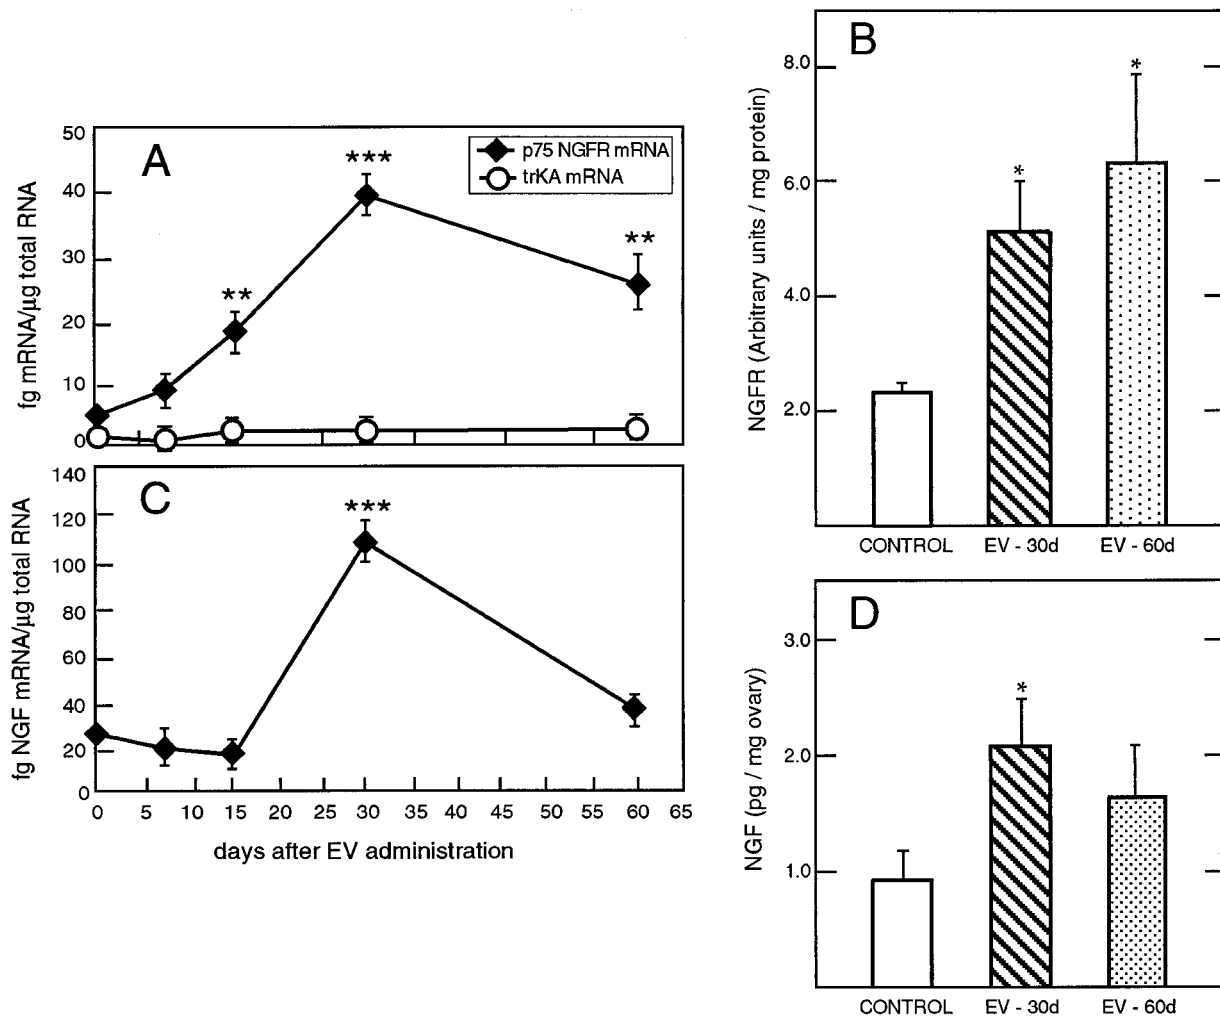 A
p75 NGFR mRNA
trKA mRNA
fg mRNA/µg total RNA
50
40
30
20
10
0
***
**
**
B
NGFR (Arbitrary units / mg protein)
8.0
6.0
4.0
2.0
*
*
CONTROL EV - 30d EV - 60d
C
fg NGF mRNA/µg total RNA
140
120
100
80
60
40
20
0
***
0 5 10 15 20 25 30 35 40 45 50 55 60 65
days after EV administration
D
NGF (pg / mg ovary)
3.0
2.0
1.0
*
CONTROL EV - 30d EV - 60d